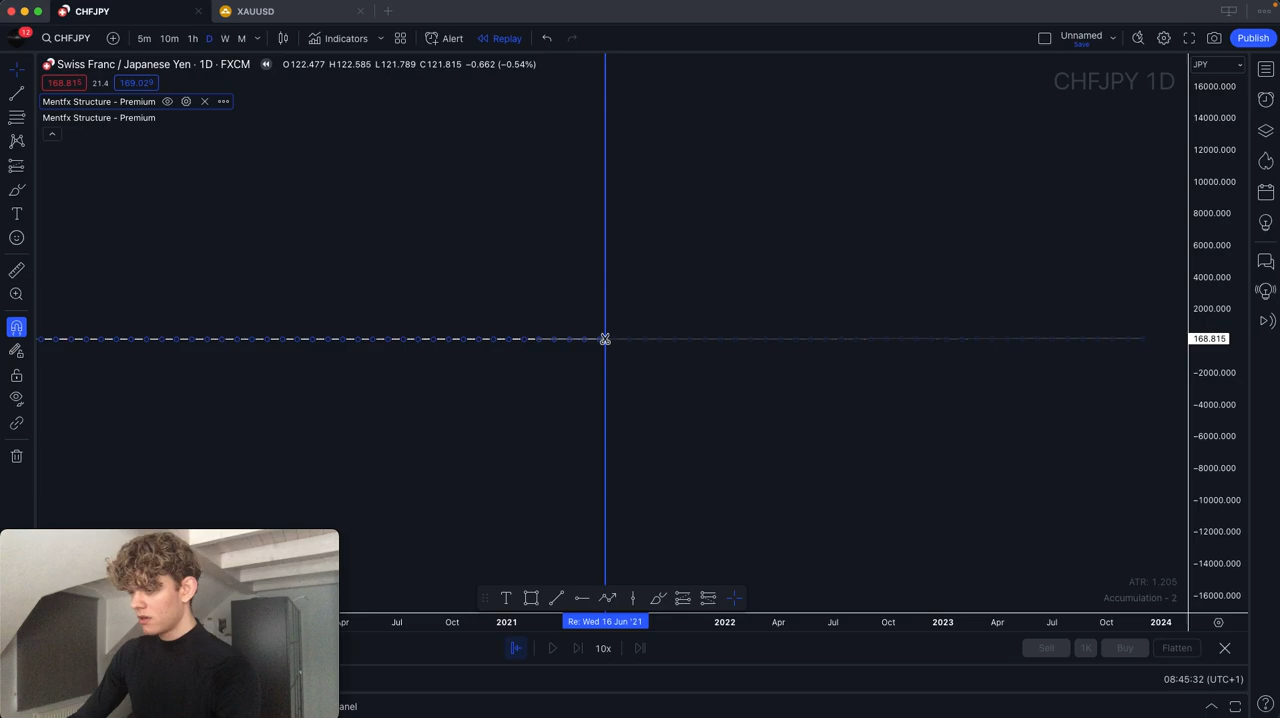 CHFJPY
XAUUSD
12
CHFJPY
5m 10m 1h D W M
Indicators
Alert
Replay
Unnamed
Save
Publish
Swiss Franc / Japanese Yen · 1D · FXCM
O122.477 H122.585 L121.789 C121.815 −0.662 (−0.54%)
168.815 21.4 169.029
Mentfx Structure - Premium
Mentfx Structure - Premium
CHFJPY 1D
JPY
16000.000
14000.000
12000.000
10000.000
8000.000
6000.000
4000.000
2000.000
168.815
−2000.000
−4000.000
−6000.000
−8000.000
−10000.000
−12000.000
−14000.000
−16000.000
ATR: 1.205
Accumulation - 2
Apr Jul Oct 2021 Re: Wed 16 Jun '21 2022 Apr Jul Oct 2023 Apr Jul Oct 2024
10x
Sell 1K Buy Flatten
08:45:32 (UTC+1)
anel